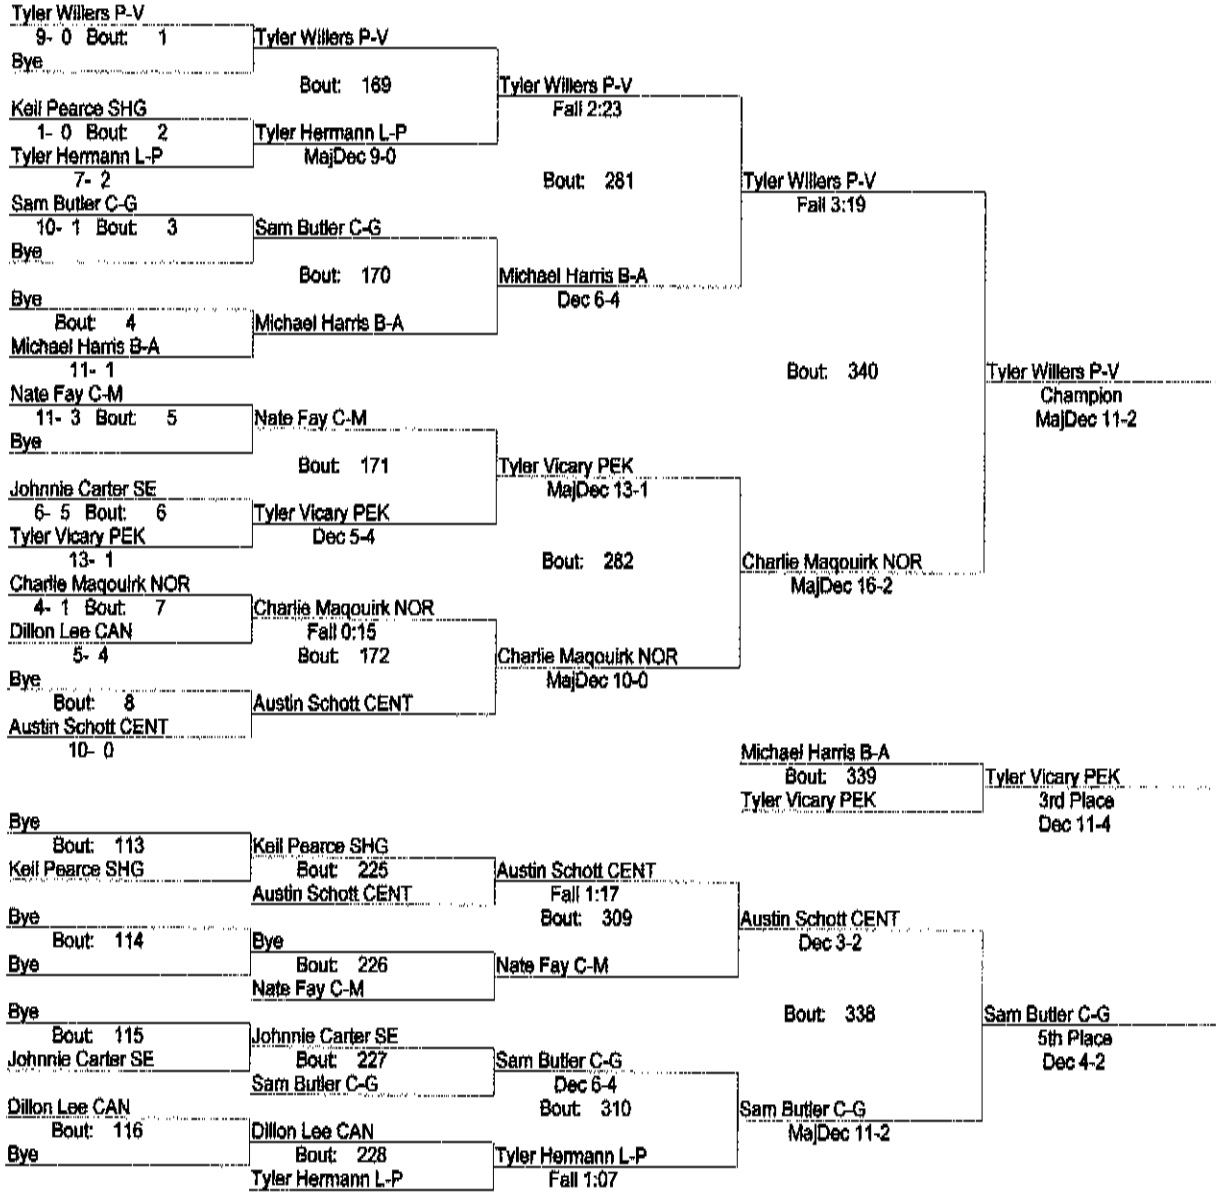 Tyler Willers P-V
9- 0 Bout: 1
Bye
Tyler Willers P-V
Bout: 169
Keil Pearce SHG
1- 0 Bout: 2
Tyler Hermann L-P
7- 2
Tyler Hermann L-P
MajDec 9-0
Tyler Willers P-V
Fall 2:23
Bout: 281
Sam Butler C-G
10- 1 Bout: 3
Bye
Sam Butler C-G
Bout: 170
Bye
Bout: 4
Michael Harris B-A
11- 1
Michael Harris B-A
Michael Harris B-A
Dec 6-4
Tyler Willers P-V
Fall 3:19
Bout: 340
Tyler Willers P-V
Champion
MajDec 11-2
Nate Fay C-M
11- 3 Bout: 5
Bye
Nate Fay C-M
Bout: 171
Johnnie Carter SE
6- 5 Bout: 6
Tyler Vicary PEK
13- 1
Tyler Vicary PEK
Dec 5-4
Tyler Vicary PEK
MajDec 13-1
Bout: 282
Charlie Maqouirk NOR
4- 1 Bout: 7
Dillon Lee CAN
5- 4
Charlie Maqouirk NOR
Fall 0:15
Bout: 172
Bye
Bout: 8
Austin Schott CENT
10- 0
Austin Schott CENT
Charlie Maqouirk NOR
MajDec 10-0
Charlie Maqouirk NOR
MajDec 16-2
Michael Harris B-A
Bout: 339
Tyler Vicary PEK
Tyler Vicary PEK
3rd Place
Dec 11-4
Bye
Bout: 113
Keil Pearce SHG
Keil Pearce SHG
Bout: 225
Austin Schott CENT
Austin Schott CENT
Fall 1:17
Bout: 309
Bye
Bout: 114
Bye
Bye
Bout: 226
Nate Fay C-M
Nate Fay C-M
Austin Schott CENT
Dec 3-2
Bout: 338
Bye
Bout: 115
Johnnie Carter SE
Johnnie Carter SE
Bout: 227
Sam Butler C-G
Sam Butler C-G
Dec 6-4
Bout: 310
Dillon Lee CAN
Bout: 116
Bye
Dillon Lee CAN
Bout: 228
Tyler Hermann L-P
Tyler Hermann L-P
Fall 1:07
Sam Butler C-G
MajDec 11-2
Sam Butler C-G
5th Place
Dec 4-2